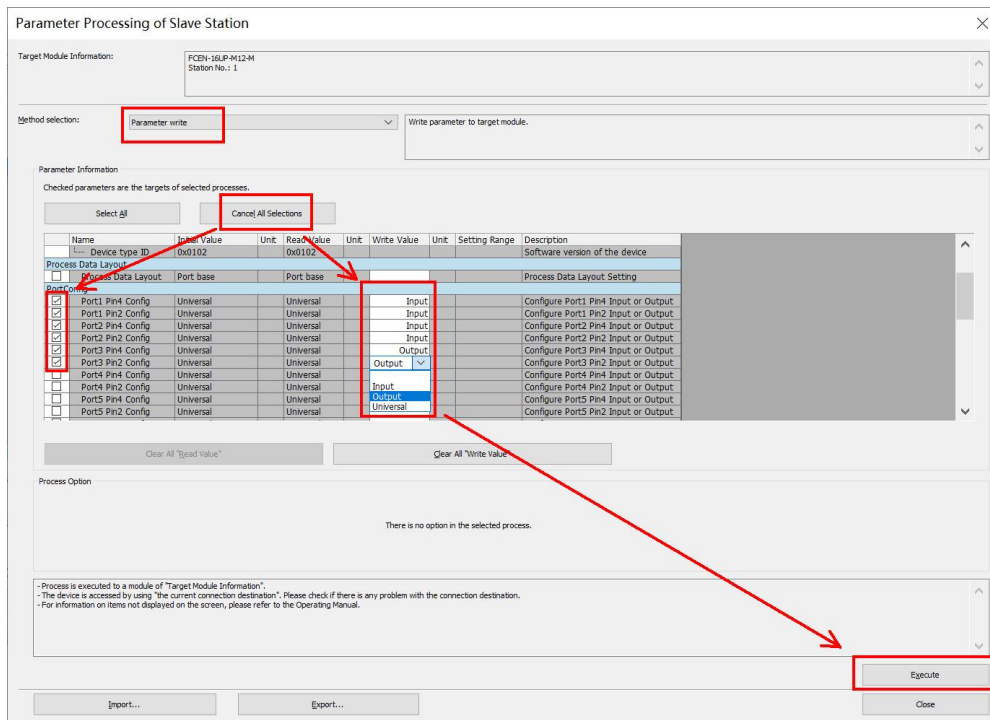 Parameter Processing of Slave Station
Target Module Information:
FCEN-16UP-M12-M
Station No.: 1
Method selection:
Parameter write
Write parameter to target module.
Parameter Information
Checked parameters are the targets of selected processes.
Select All
Cancel All Selections
Name Initial Value Unit Read Value Unit Write Value Unit Setting Range Description
Device type ID 0x0102 0x0102 Software version of the device
Process Data Layout
Process Data Layout Port base Port base Process Data Layout Setting
PortConfig
Port1 Pin4 Config Universal Universal Input Configure Port1 Pin4 Input or Output
Port1 Pin2 Config Universal Universal Input Configure Port1 Pin2 Input or Output
Port2 Pin4 Config Universal Universal Input Configure Port2 Pin4 Input or Output
Port2 Pin2 Config Universal Universal Input Configure Port2 Pin2 Input or Output
Port3 Pin4 Config Universal Universal Output Configure Port3 Pin4 Input or Output
Port3 Pin2 Config Universal Universal Output Configure Port3 Pin2 Input or Output
Port4 Pin4 Config Universal Universal Configure Port4 Pin4 Input or Output
Port4 Pin2 Config Universal Universal Input Configure Port4 Pin2 Input or Output
Port5 Pin4 Config Universal Universal Output Configure Port5 Pin4 Input or Output
Port5 Pin2 Config Universal Universal Universal Configure Port5 Pin2 Input or Output
Clear All "Read Value"
Clear All "Write Value"
Process Option
There is no option in the selected process.
- Process is executed to a module of "Target Module Information".
- The device is accessed by using "the current connection destination". Please check if there is any problem with the connection destination.
- For information on items not displayed on the screen, please refer to the Operating Manual.
Execute
Import...
Export...
Close